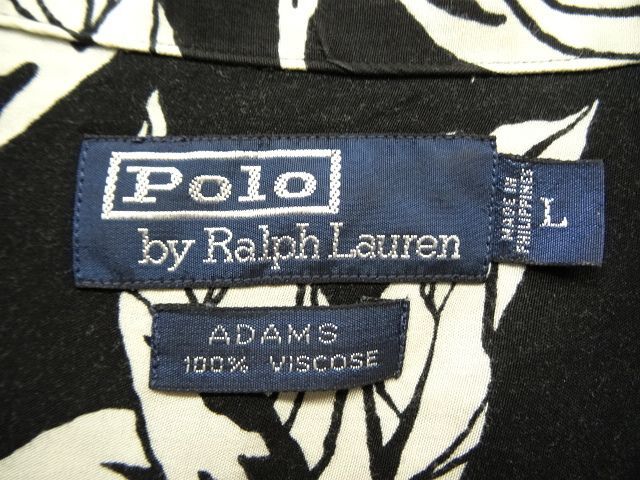 Polo
by Ralph Lauren
MADE IN
PHILIPPINES
L
ADAMS
100% VISCOSE